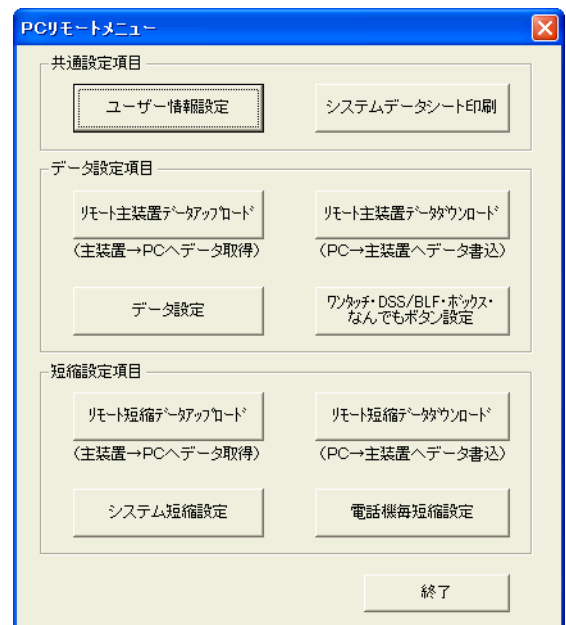 PCリモートメニュー
共通設定項目
ユーザー情報設定
システムデータシート印刷
データ設定項目
ﾘﾓｰﾄ主装置ﾃﾞｰﾀｱｯﾌﾟﾛｰﾄﾞ
ﾘﾓｰﾄ主装置ﾃﾞｰﾀﾀﾞｳﾝﾛｰﾄﾞ
(主装置→PCへデータ取得)
(PC→主装置へデータ書込)
データ設定
ﾜﾝﾀｯﾁ・DSS/BLF・ﾎﾞｯｸｽ・
なんでもボタン設定
短縮設定項目
ﾘﾓｰﾄ短縮ﾃﾞｰﾀｱｯﾌﾟﾛｰﾄﾞ
ﾘﾓｰﾄ短縮ﾃﾞｰﾀﾀﾞｳﾝﾛｰﾄﾞ
(主装置→PCへデータ取得)
(PC→主装置へデータ書込)
システム短縮設定
電話機毎短縮設定
終了